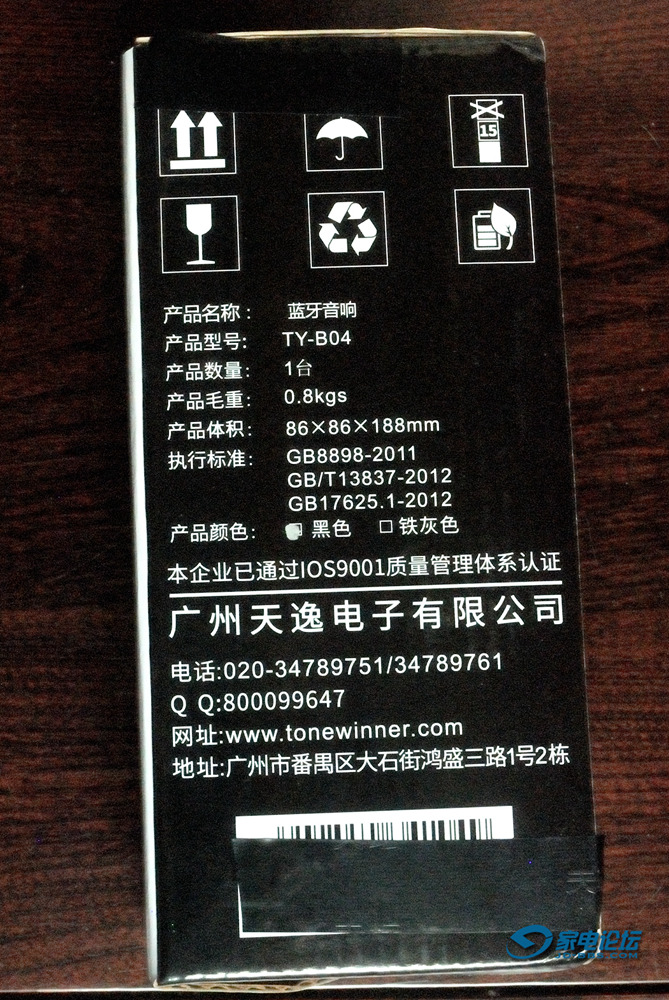 15
产品名称： 蓝牙音响
产品型号: TY-B04
产品数量： 1台
产品毛重： 0.8kgs
产品体积： 86×86×188mm
执行标准： GB8898-2011
GB/T13837-2012
GB17625.1-2012
产品颜色： 黑色 □ 铁灰色
本企业已通过IOS9001质量管理体系认证
广州天逸电子有限公司
电话:020-34789751/34789761
Q Q:800099647
网址:www.tonewinner.com
地址:广州市番禺区大石街鸿盛三路1号2栋
家电论坛